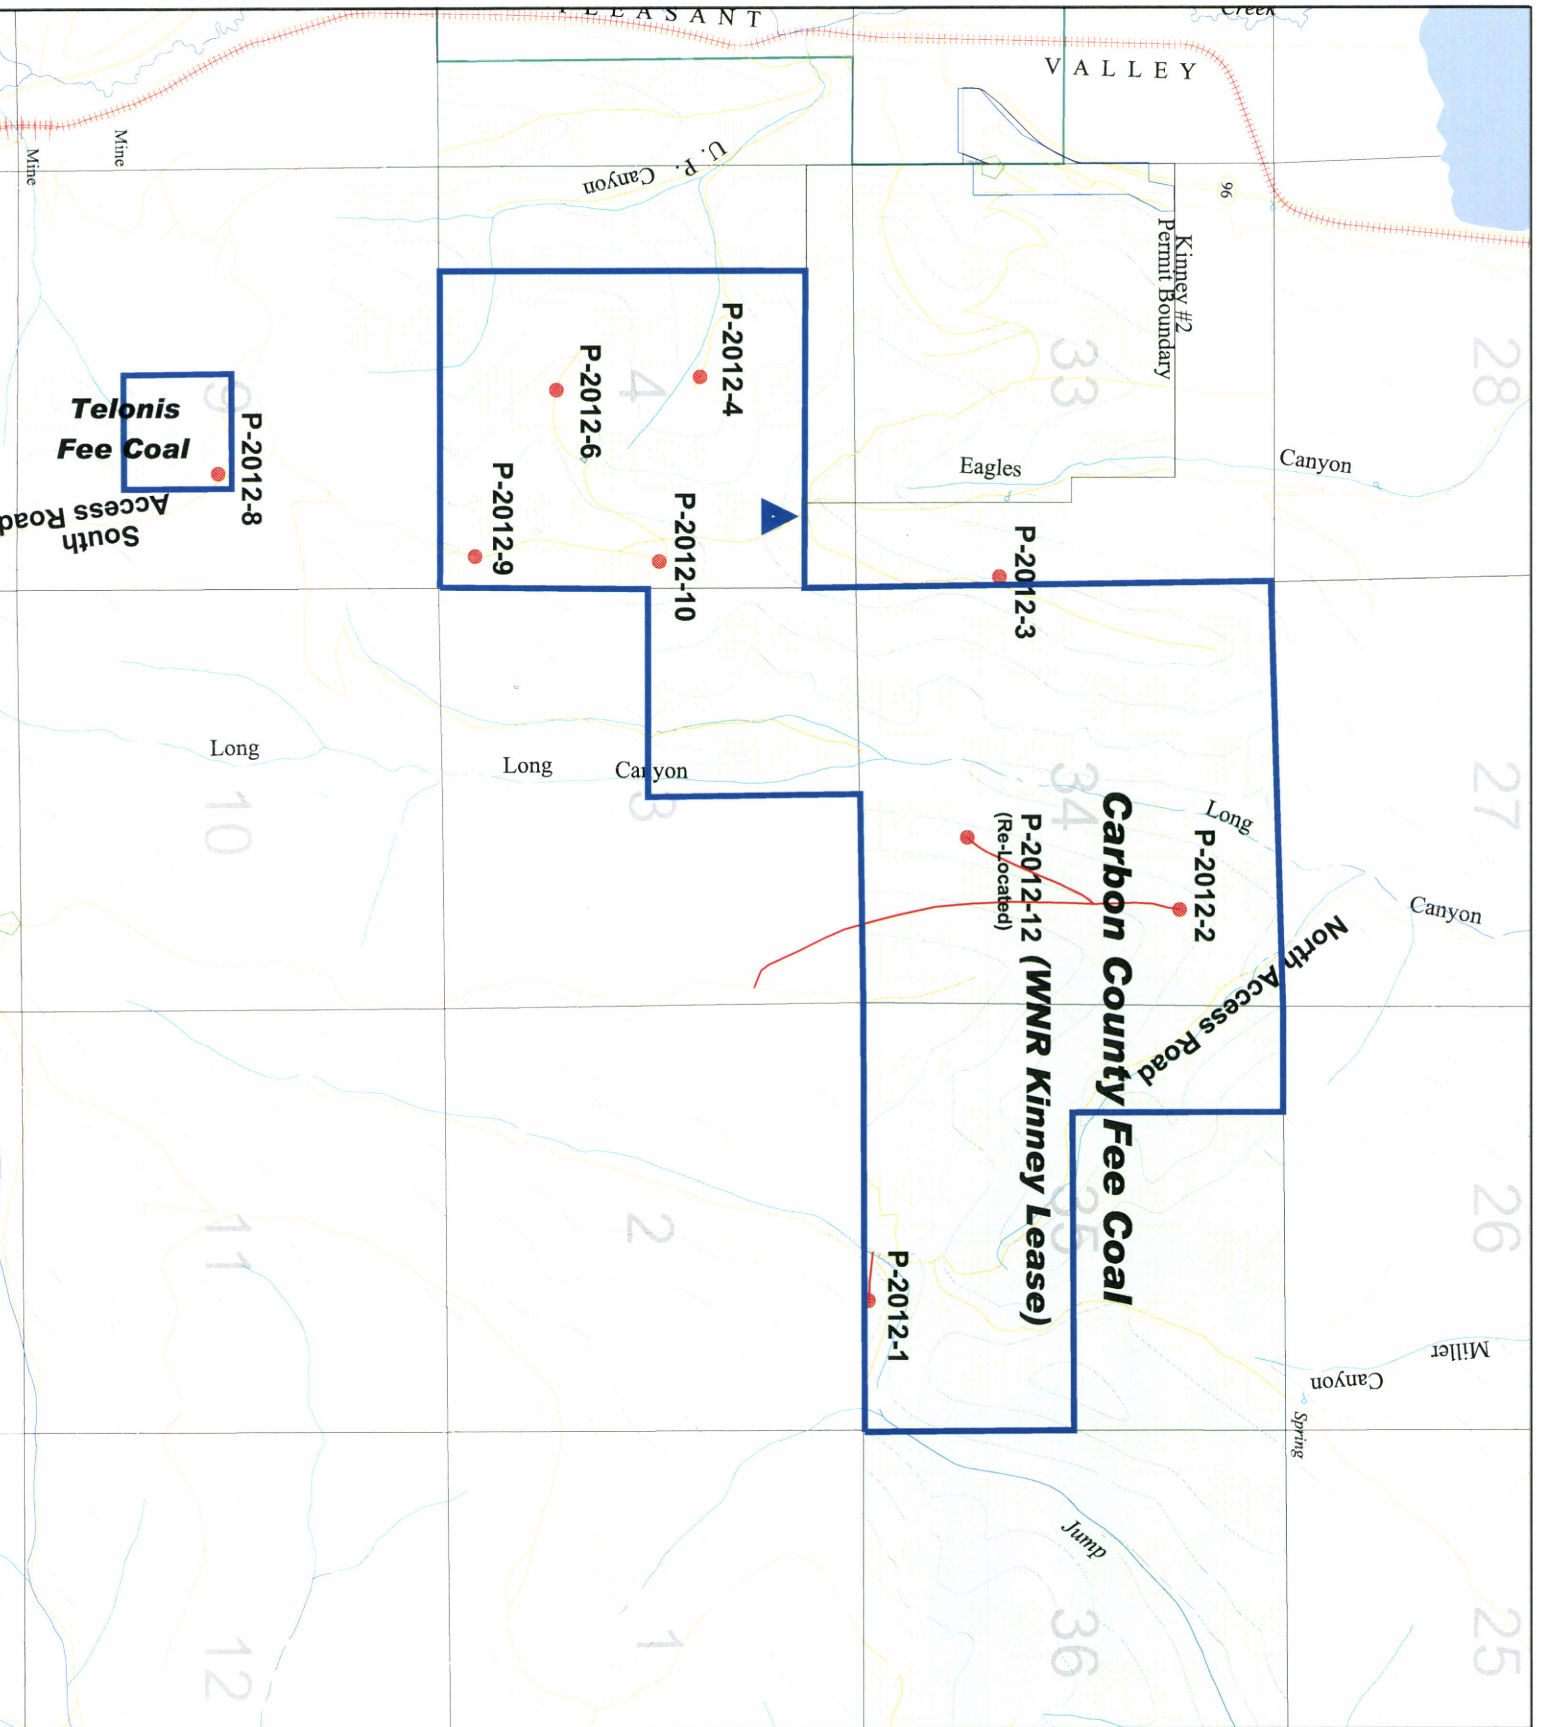 PLEASANT
VALLEY
Creek
Mine
Mine
U. P.
Canyon
96
Kinney #2
Permit Boundary
28
33
4
9
P-2012-4
P-2012-6
P-2012-9
P-2012-10
P-2012-8
Telonis
Fee Coal
South
Access Road
Eagles
Canyon
P-2012-3
27
34
3
10
Long
Long
Canyon
Long
Canyon
P-2012-2
P-2012-12
(Re-Located)
North Access Road
Carbon County Fee Coal
(WNR Kinney Lease)
26
35
2
11
P-2012-1
Miller
Canyon
Spring
Jump
25
36
1
12